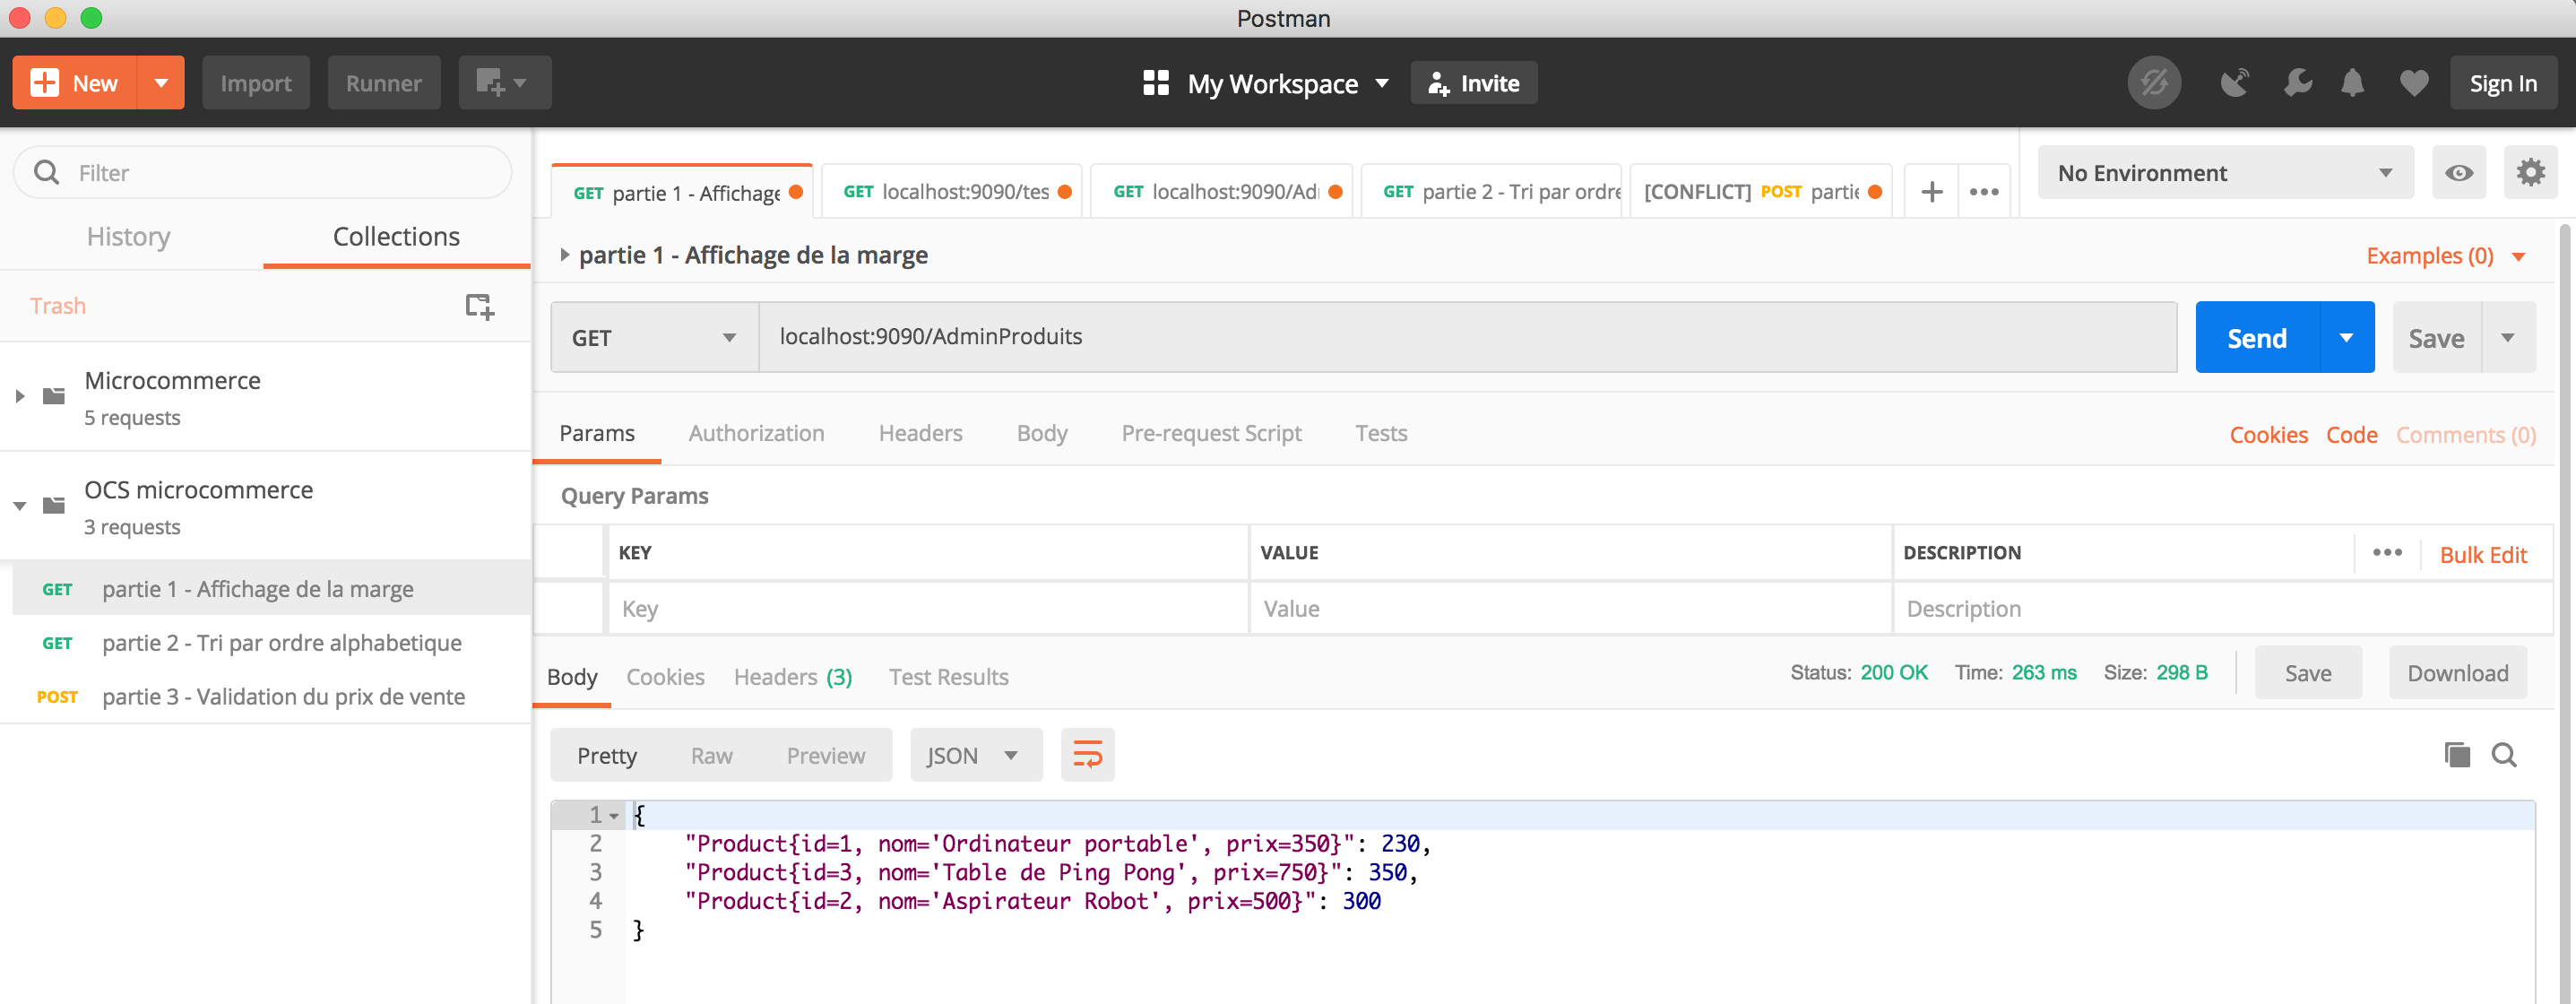 Postman
New
Import
Runner
My Workspace
Invite
Sign In
Filter
History
Collections
Trash
Microcommerce
5 requests
OCS microcommerce
3 requests
GET partie 1 - Affichage de la marge
GET partie 2 - Tri par ordre alphabetique
POST partie 3 - Validation du prix de vente
GET partie 1 - Affichage
GET localhost:9090/tes
GET localhost:9090/Ad
GET partie 2 - Tri par ordre
[CONFLICT] POST partie
No Environment
partie 1 - Affichage de la marge
Examples (0)
GET
localhost:9090/AdminProduits
Send
Save
Params
Authorization
Headers
Body
Pre-request Script
Tests
Cookies
Code
Comments (0)
Query Params
KEY
VALUE
DESCRIPTION
Bulk Edit
Key
Value
Description
Body
Cookies
Headers (3)
Test Results
Status: 200 OK
Time: 263 ms
Size: 298 B
Save
Download
Pretty
Raw
Preview
JSON
1 {
2 "Product{id=1, nom='Ordinateur portable', prix=350}": 230,
3 "Product{id=3, nom='Table de Ping Pong', prix=750}": 350,
4 "Product{id=2, nom='Aspirateur Robot', prix=500}": 300
5 }